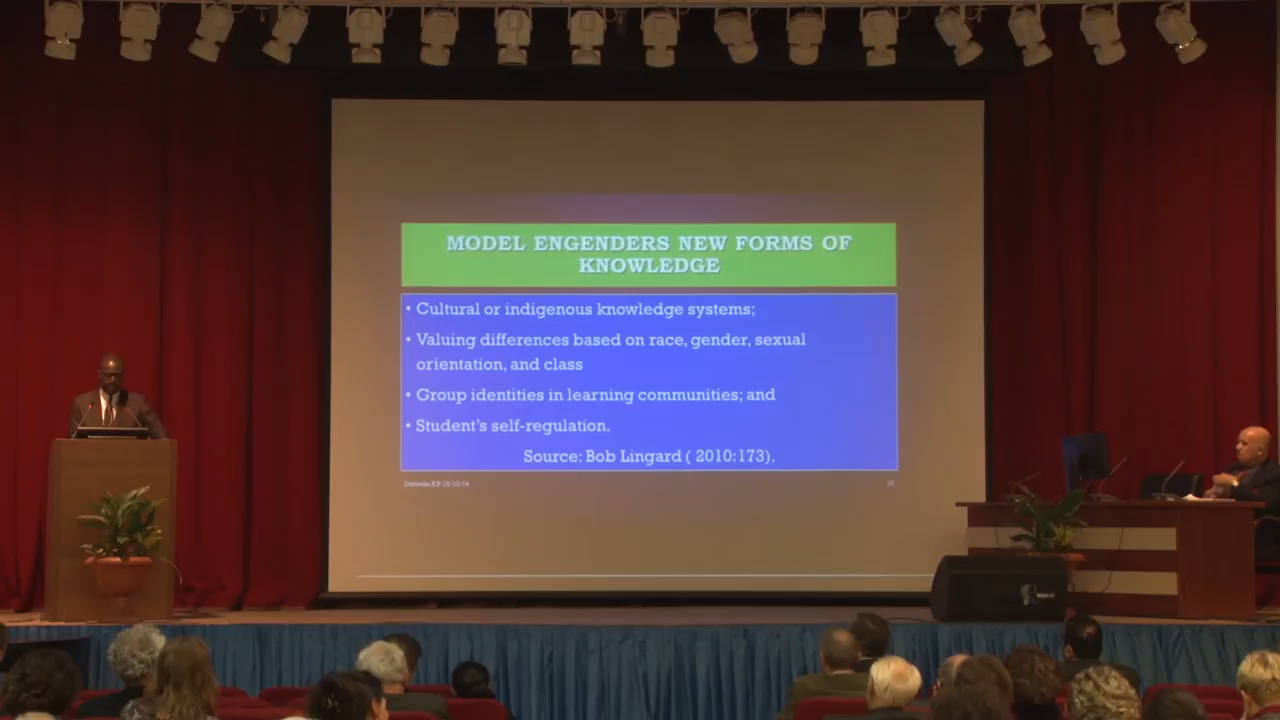 MODEL ENGENDERS NEW FORMS OF
KNOWLEDGE
• Cultural or indigenous knowledge systems;
• Valuing differences based on race, gender, sexual
orientation, and class
• Group identities in learning communities; and
• Student's self-regulation.
Source: Bob Lingard ( 2010:173).